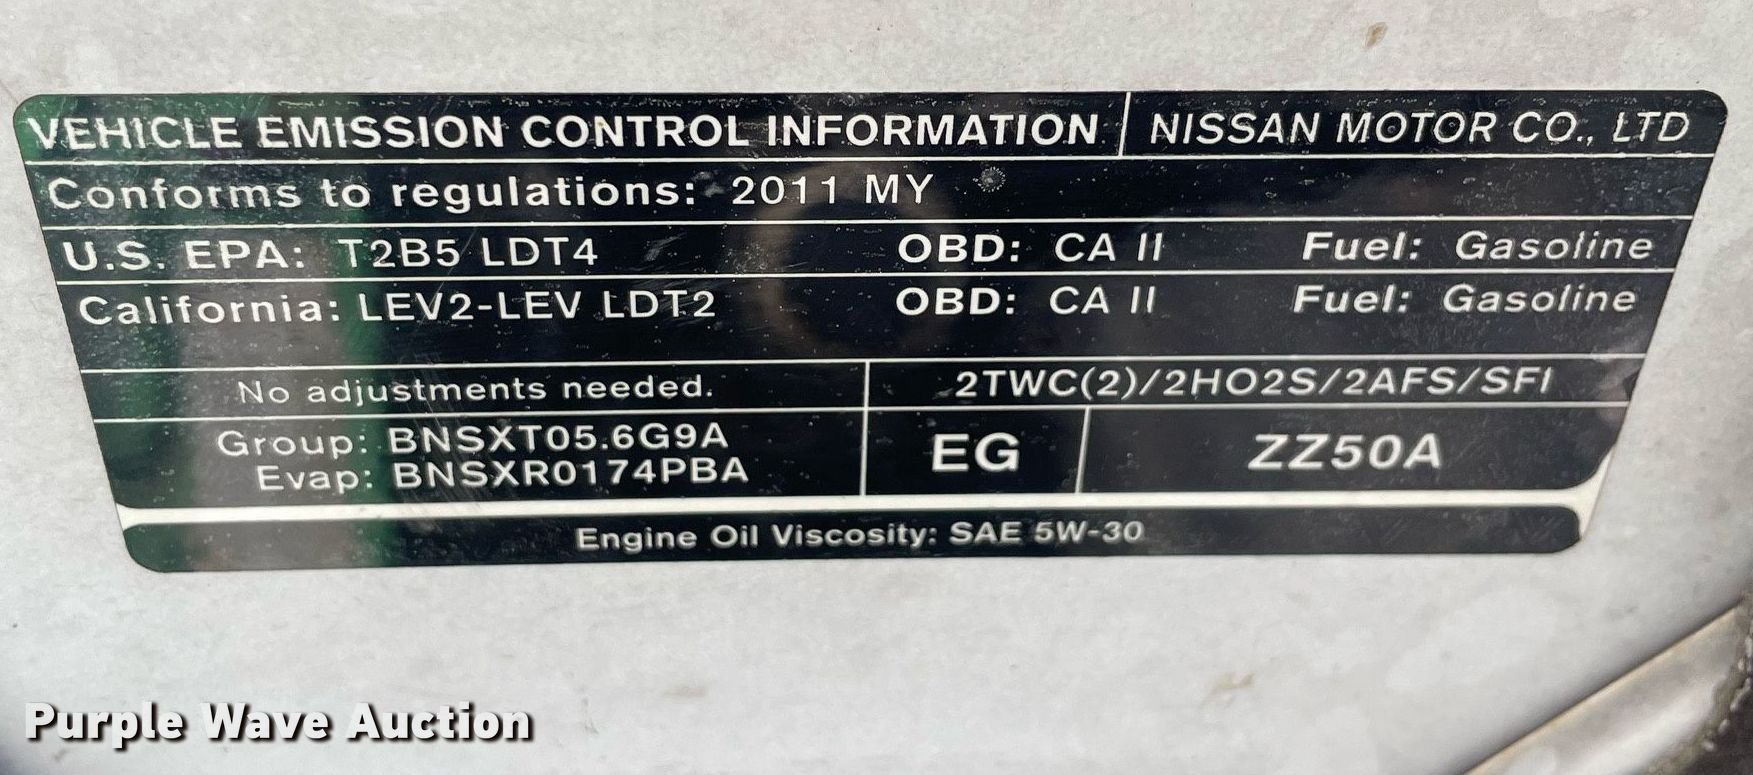 VEHICLE EMISSION CONTROL INFORMATION NISSAN MOTOR CO., LTD
Conforms to regulations: 2011 MY
U.S. EPA: T2B5 LDT4 OBD: CA II Fuel: Gasoline
California: LEV2-LEV LDT2 OBD: CA II Fuel: Gasoline
No adjustments needed. 2TWC(2)/2HO2S/2AFS/SFI
Group: BNSXT05.6G9A EG ZZ50A
Evap: BNSXR0174PBA
Engine Oil Viscosity: SAE 5W-30
Purple Wave Auction